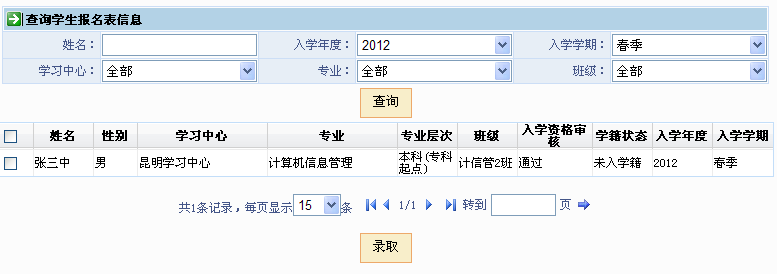 查询学生报名表信息
姓名： 入学年度： 2012 入学学期： 春季
学习中心： 全部 专业： 全部 班级： 全部
查询
姓名 性别 学习中心 专业 专业层次 班级 入学资格审核 学籍状态 入学年度 入学学期
张三中 男 昆明学习中心 计算机信息管理 本科(专科起点) 计信管2班 通过 未入学籍 2012 春季
共1条记录，每页显示 15 条 1/1 转到 页
录取